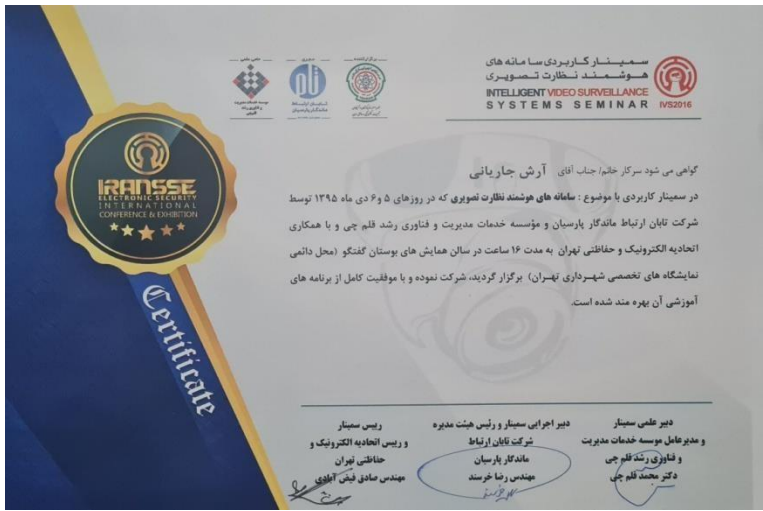 سمینار کاربردی سامانه های
هوشمند نظارت تصویری
INTELLIGENT VIDEO SURVEILLANCE
SYSTEMS SEMINAR
IVS2016
تابان ارتباط
ماندگار پارسیان
IRANSSE
ELECTRONIC SECURITY
INTERNATIONAL
CONFERENCE & EXHIBITION
Certificate
گواهی می شود سرکار خانم/ جناب آقای آرش جاریانی
در سمینار کاربردی با موضوع : سامانه های هوشمند نظارت تصویری که در روزهای ۵ و ۶ دی ماه ۱۳۹۵ توسط
شرکت تابان ارتباط ماندگار پارسیان و مؤسسه خدمات مدیریت و فناوری رشد قلم چی و با همکاری
اتحادیه الکترونیک و حفاظتی تهران به مدت ۱۶ ساعت در سالن همایش های بوستان گفتگو (محل دائمی
نمایشگاه های تخصصی شهرداری تهران) برگزار گردید، شرکت نموده و با موفقیت کامل از برنامه های
آموزشی آن بهره مند شده است.
دبیر علمی سمینار
و مدیرعامل موسسه خدمات مدیریت
و فناوری رشد قلم چی
دکتر محمد قلم چی
دبیر اجرایی سمینار و رئیس هیئت مدیره
شرکت تابان ارتباط
ماندگار پارسیان
مهندس رضا خرسند
رییس سمینار
و رییس اتحادیه الکترونیک و
حفاظتی تهران
مهندس صادق فیض آبادی